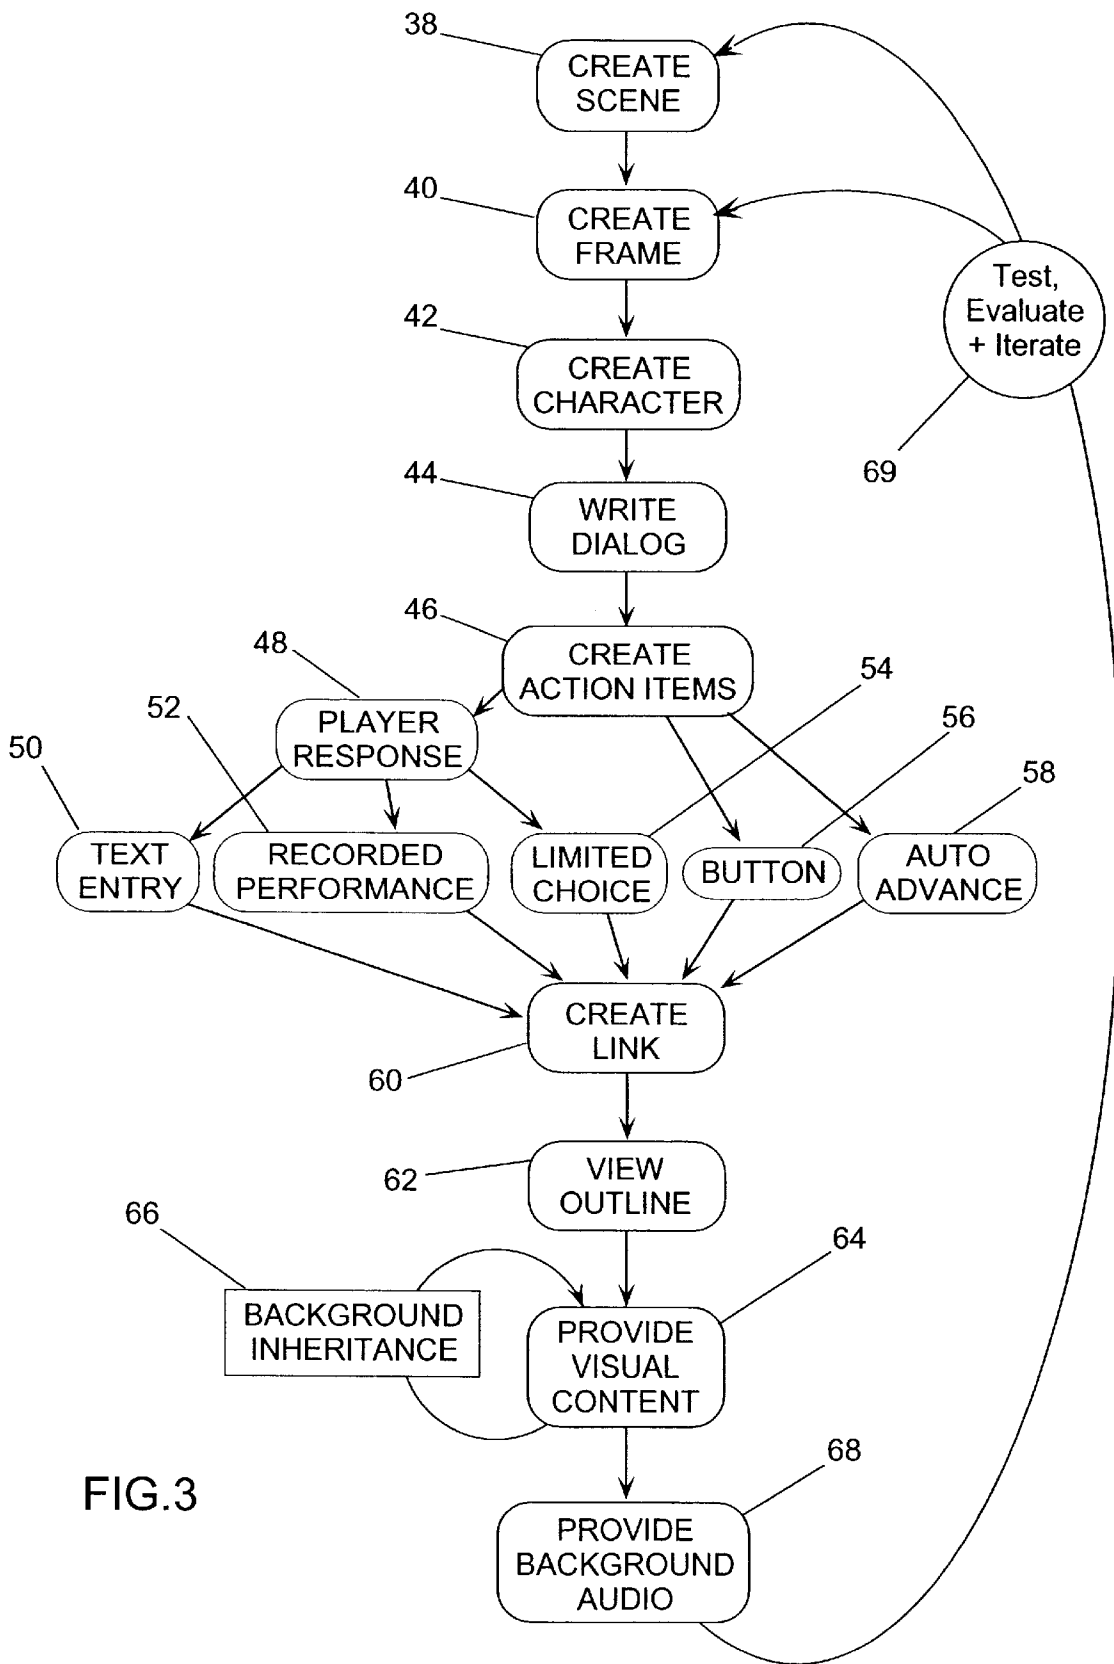 38
CREATE
SCENE
40
CREATE
FRAME
Test,
Evaluate
+ Iterate
42
CREATE
CHARACTER
69
44
WRITE
DIALOG
46
CREATE
ACTION ITEMS
48
PLAYER
RESPONSE
54
52
56
50
58
TEXT
ENTRY
RECORDED
PERFORMANCE
LIMITED
CHOICE
BUTTON
AUTO
ADVANCE
CREATE
LINK
60
VIEW
OUTLINE
62
66
64
BACKGROUND
INHERITANCE
PROVIDE
VISUAL
CONTENT
68
FIG.3
PROVIDE
BACKGROUND
AUDIO